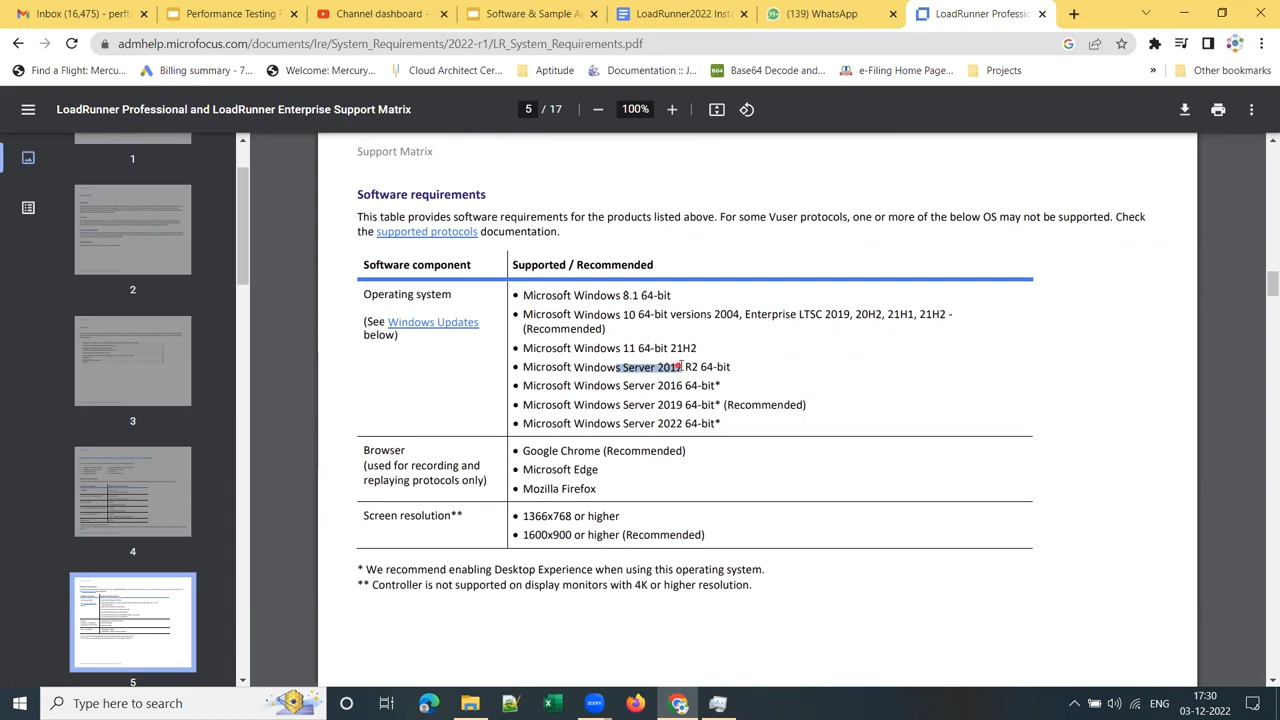 (16,475) - perft
Performance Testing F
Channel dashboard -
Software & Sample A
LoadRunner2022 Inst
99+
(139) WhatsApp
LoadRunner Professio
admhelp.microfocus.com/documents/lre/System_Requirements/2022-1/LR_System_Requirements.pdf
Find a Flight: Mercu...
Billing summary - 7...
Welcome: Mercury...
Cloud Architect Cer...
Aptitude
Documentation :: J...
B64
Base64 Decode and...
e-Filing Home Page...
Projects
»
Other bookmarks
LoadRunner Professional and LoadRunner Enterprise Support Matrix
5 / 17
100%
1
2
3
4
5
Support Matrix
Software requirements
This table provides software requirements for the products listed above. For some Vuser protocols, one or more of the below OS may not be supported. Check
the supported protocols documentation.
Software component
Supported / Recommended
Operating system
(See Windows Updates
below)
• Microsoft Windows 8.1 64-bit
• Microsoft Windows 10 64-bit versions 2004, Enterprise LTSC 2019, 20H2, 21H1, 21H2 -
(Recommended)
• Microsoft Windows 11 64-bit 21H2
• Microsoft Windows Server 2012 R2 64-bit
• Microsoft Windows Server 2016 64-bit*
• Microsoft Windows Server 2019 64-bit* (Recommended)
• Microsoft Windows Server 2022 64-bit*
Browser
(used for recording and
replaying protocols only)
• Google Chrome (Recommended)
• Microsoft Edge
• Mozilla Firefox
Screen resolution**
• 1366x768 or higher
• 1600x900 or higher (Recommended)
* We recommend enabling Desktop Experience when using this operating system.
** Controller is not supported on display monitors with 4K or higher resolution.
Type here to search
zoom
ENG
17:30
03-12-2022